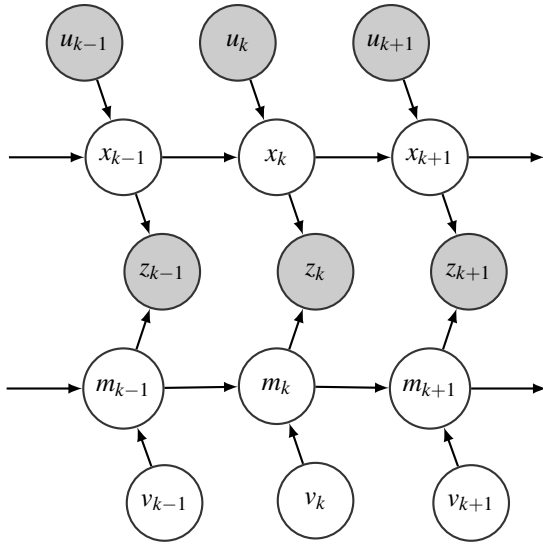 u_{k−1} u_k u_{k+1}
x_{k−1} x_k x_{k+1}
z_{k−1} z_k z_{k+1}
m_{k−1} m_k m_{k+1}
v_{k−1} v_k v_{k+1}